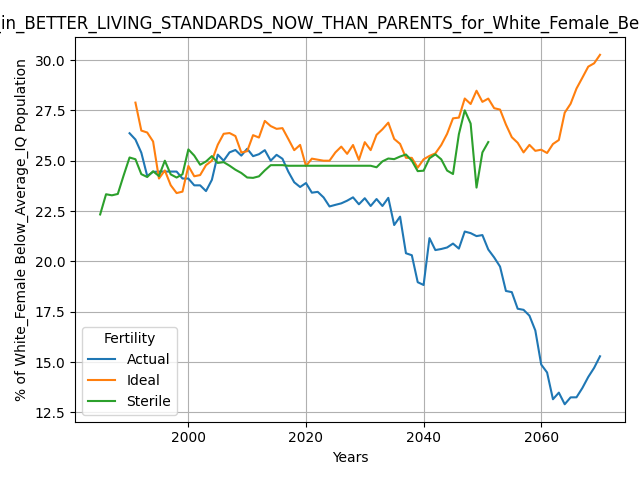 _in_BETTER_LIVING_STANDARDS_NOW_THAN_PARENTS_for_White_Female_Be
% of White_Female Below_Average_IQ Population
30.0
27.5
25.0
22.5
20.0
17.5
15.0
12.5
Fertility
Actual
Ideal
Sterile
2000
2020
2040
2060
Years